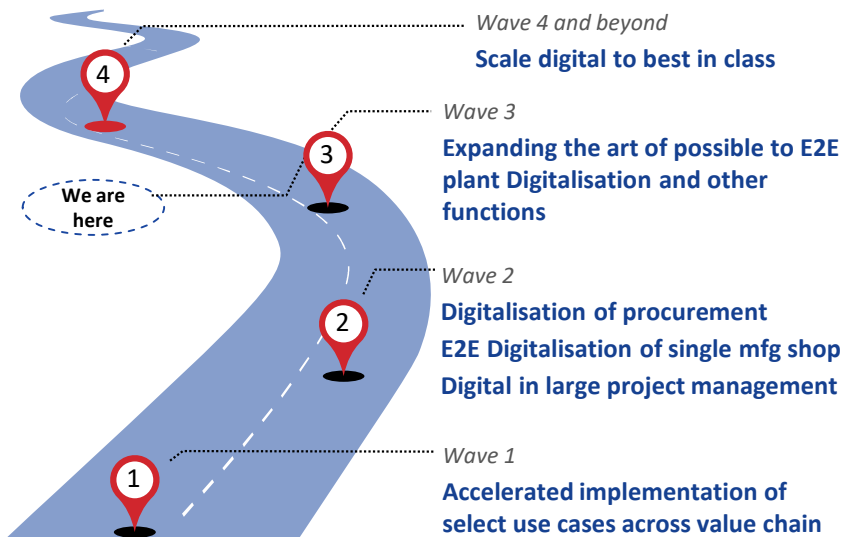 Wave 4 and beyond
Scale digital to best in class
4
Wave 3
Expanding the art of possible to E2E
plant Digitalisation and other
functions
3
We are
here
Wave 2
Digitalisation of procurement
E2E Digitalisation of single mfg shop
Digital in large project management
2
Wave 1
Accelerated implementation of
select use cases across value chain
1